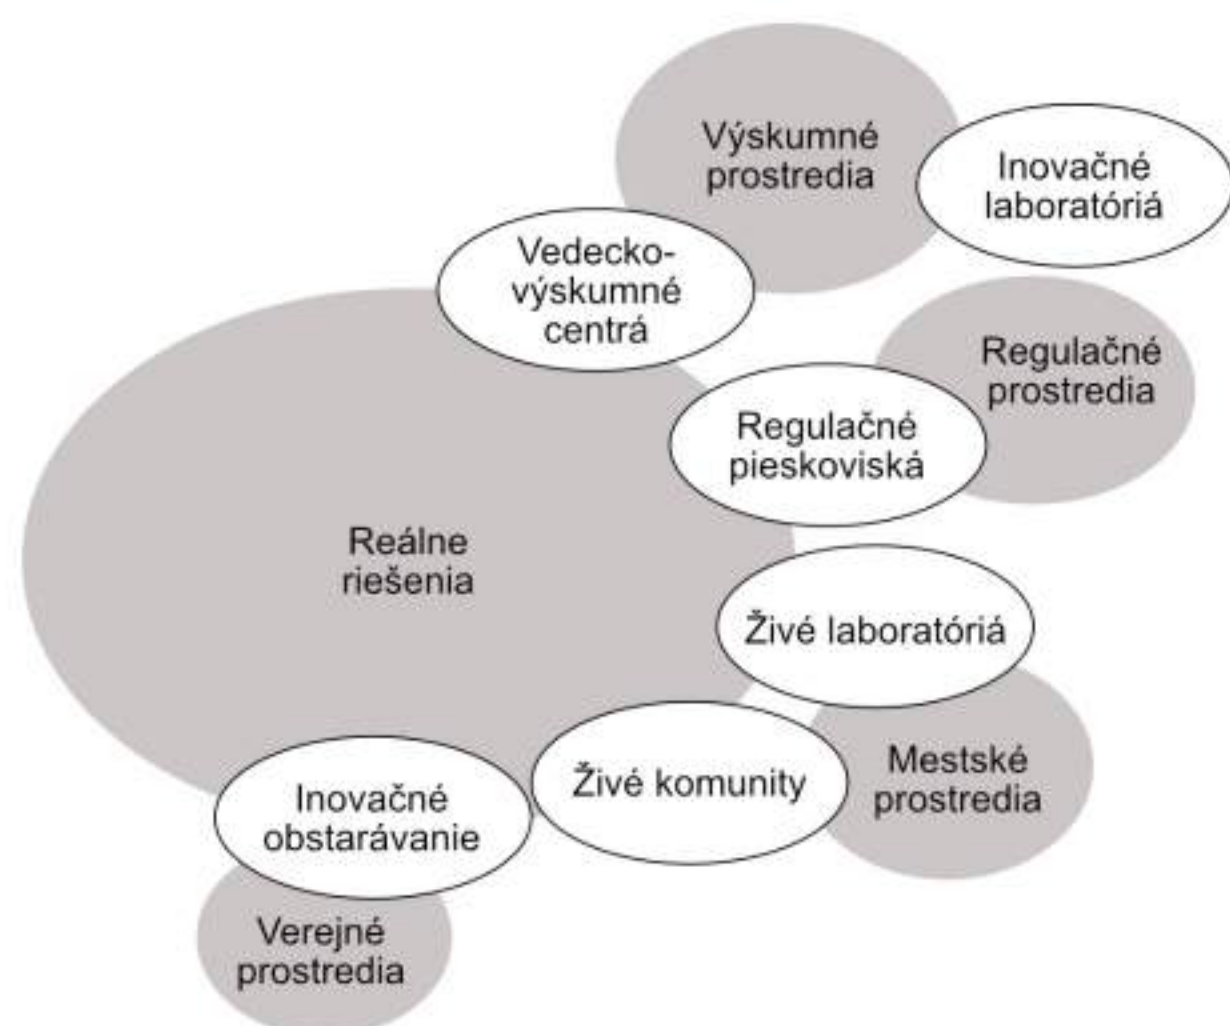 Výskumné
prostredia
Inovačné
laboratóriá
Vedecko-
výskumné
centrá
Regulačné
prostredia
Regulačné
pieskoviská
Reálne
riešenia
Živé laboratóriá
Mestské
prostredia
Živé komunity
Inovačné
obstarávanie
Verejné
prostredia